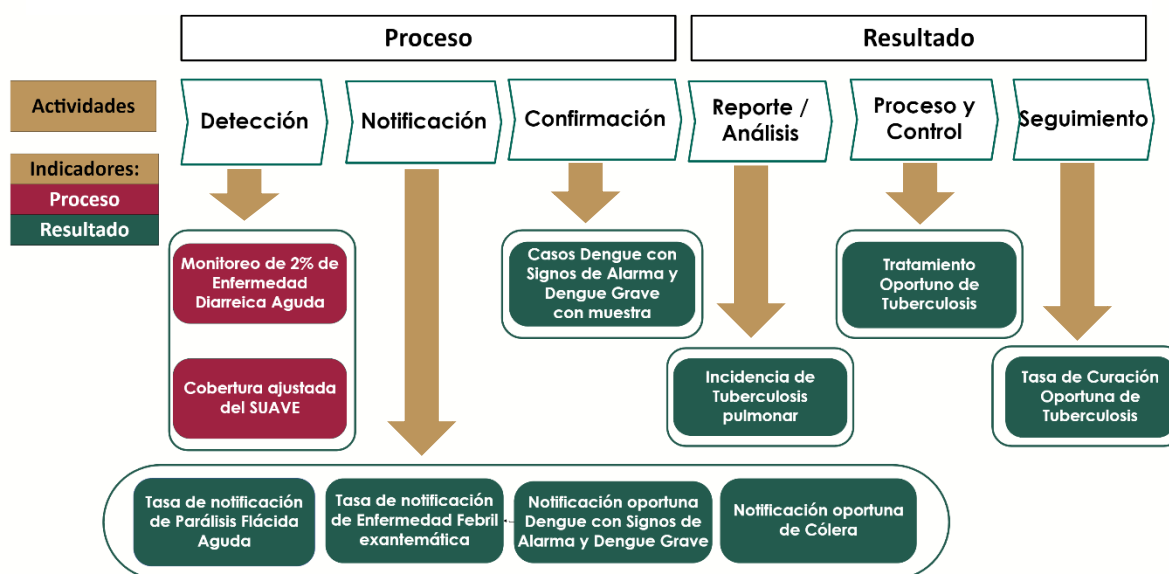 Proceso
Resultado
Actividades
Detección
Notificación
Confirmación
Reporte /
Análisis
Proceso y
Control
Seguimiento
Indicadores:
Proceso
Resultado
Monitoreo de 2% de
Enfermedad
Diarreica Aguda
Cobertura ajustada
del SUAVE
Casos Dengue con
Signos de Alarma y
Dengue Grave
con muestra
Incidencia de
Tuberculosis
pulmonar
Tratamiento
Oportuno de
Tuberculosis
Tasa de Curación
Oportuna de
Tuberculosis
Tasa de notificación
de Parálisis Flácida
Aguda
Tasa de notificación
de Enfermedad Febril
exantemática
Notificación oportuna
Dengue con Signos de
Alarma y Dengue Grave
Notificación oportuna
de Cólera